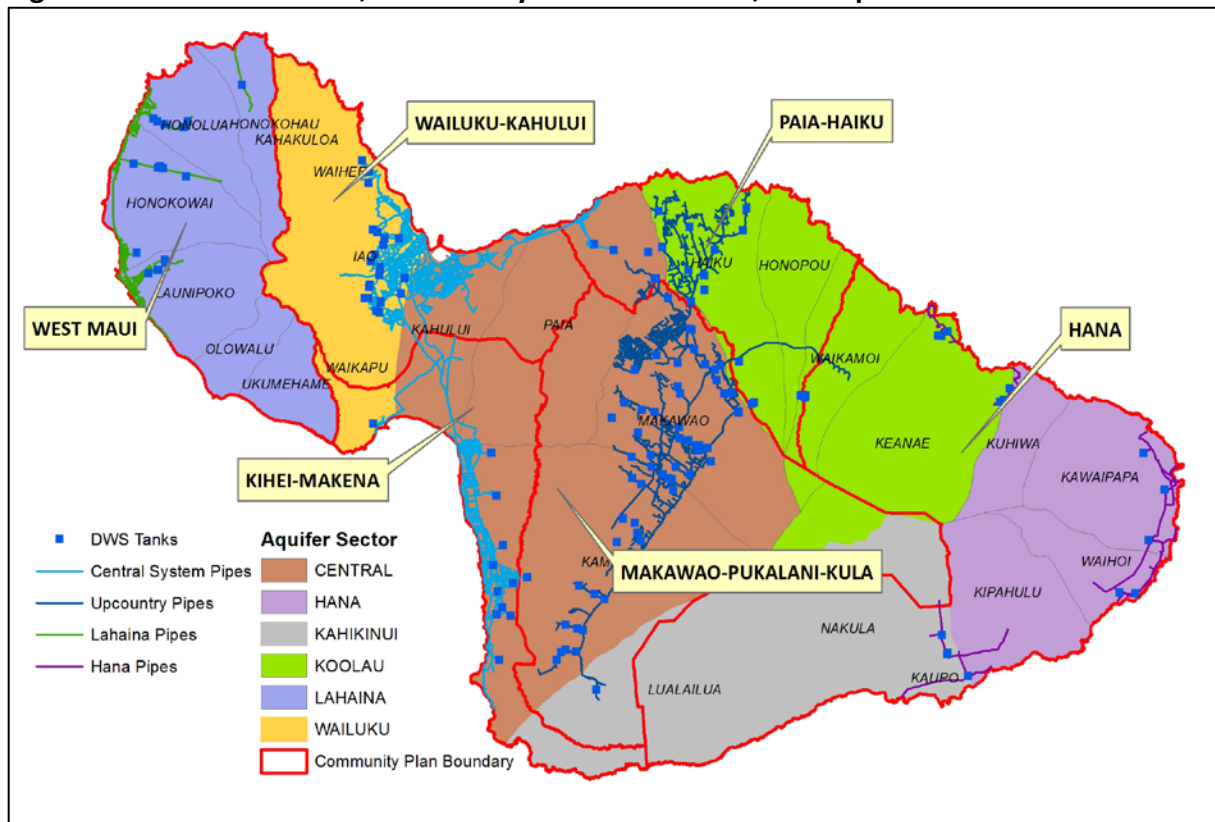 HONOLUA
HONOKOHAU
KAHAKULOA
WAILUKU-KAHULUI
PAIA-HAIKU
WAIHEE
HONOKOWAI
IAO
HAIKU
HONOPOU
LAUNIPOKO
WEST MAUI
KAHULUI
PAIA
HANA
OLOWALU
WAIKAPU
WAIKAMOI
UKUMEHAME
MAKAWAO
KEANAE
KUHIWA
KAWAIPAPA
KIHEI-MAKENA
DWS Tanks
Central System Pipes
Upcountry Pipes
Lahaina Pipes
Hana Pipes
Aquifer Sector
CENTRAL
HANA
KAHIKINUI
KOOLAU
LAHAINA
WAILUKU
Community Plan Boundary
KAM
MAKAWAO-PUKALANI-KULA
WAIHOI
KIPAHULU
NAKULA
KAUPO
LUALAILUA